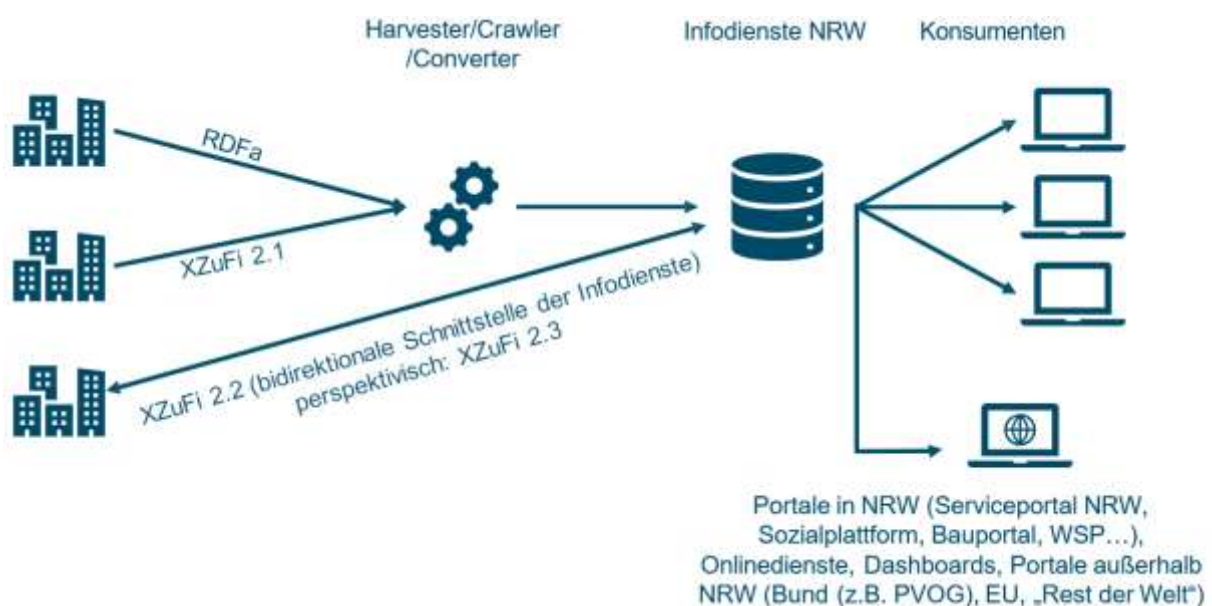 Harvester/Crawler
/Converter
Infodienste NRW
Konsumenten
RDFa
XZuFi 2.1
XZuFi 2.2 (bidirektionale Schnittstelle der Infodienste)
perspektivisch: XZuFi 2.3
Portale in NRW (Serviceportal NRW,
Sozialplattform, Bauportal, WSP…),
Onlinedienste, Dashboards, Portale außerhalb
NRW (Bund (z.B. PVOG), EU, „Rest der Welt“)